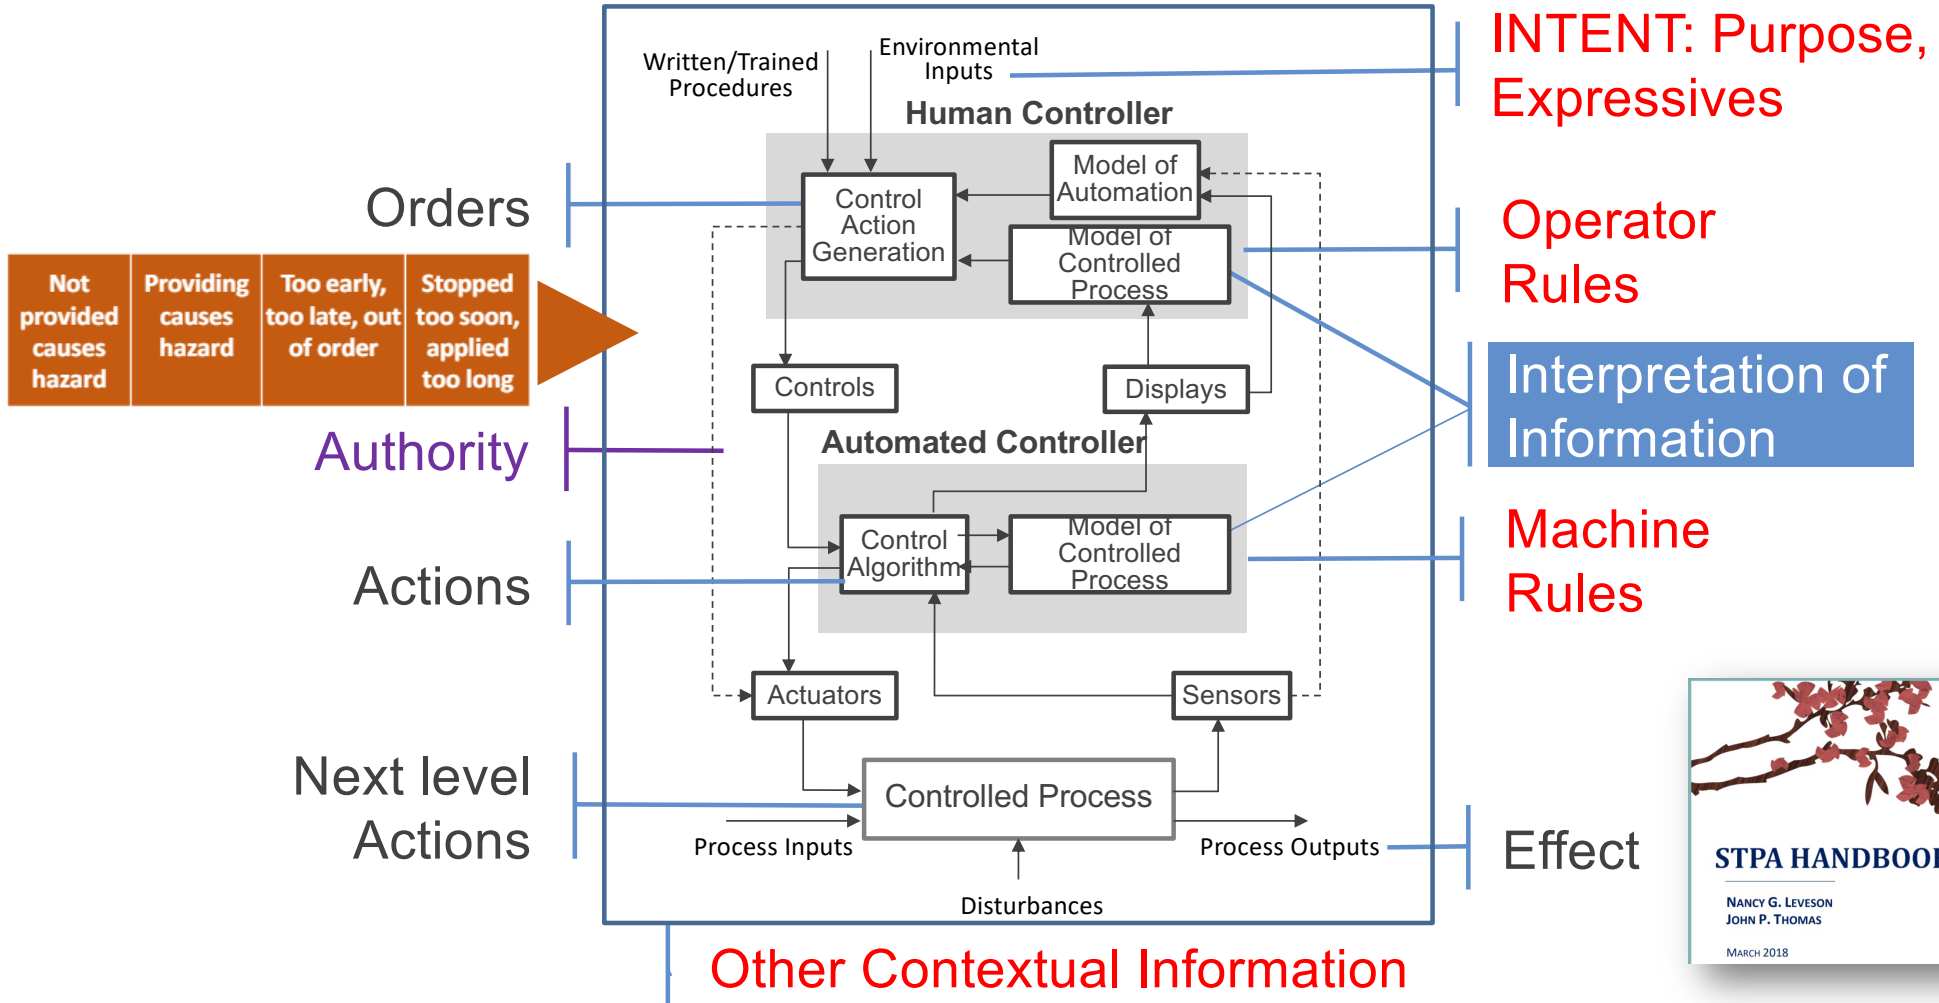 INTENT: Purpose,
Expressives
Written/Trained
Procedures
Environmental
Inputs
Human Controller
Orders
Control
Action
Generation
Model of
Automation
Model of
Controlled
Process
Operator
Rules
Not
provided
causes
hazard
Providing
causes
hazard
Too early,
too late, out
of order
Stopped
too soon,
applied
too long
Controls
Displays
Interpretation of
Information
Authority
Automated Controller
Control
Algorithm
Model of
Controlled
Process
Machine
Rules
Actions
Actuators
Sensors
Next level
Actions
Controlled Process
Process Inputs
Process Outputs
Effect
Disturbances
STPA HANDBOO
NANCY G. LEVESON
JOHN P. THOMAS
MARCH 2018
Other Contextual Information